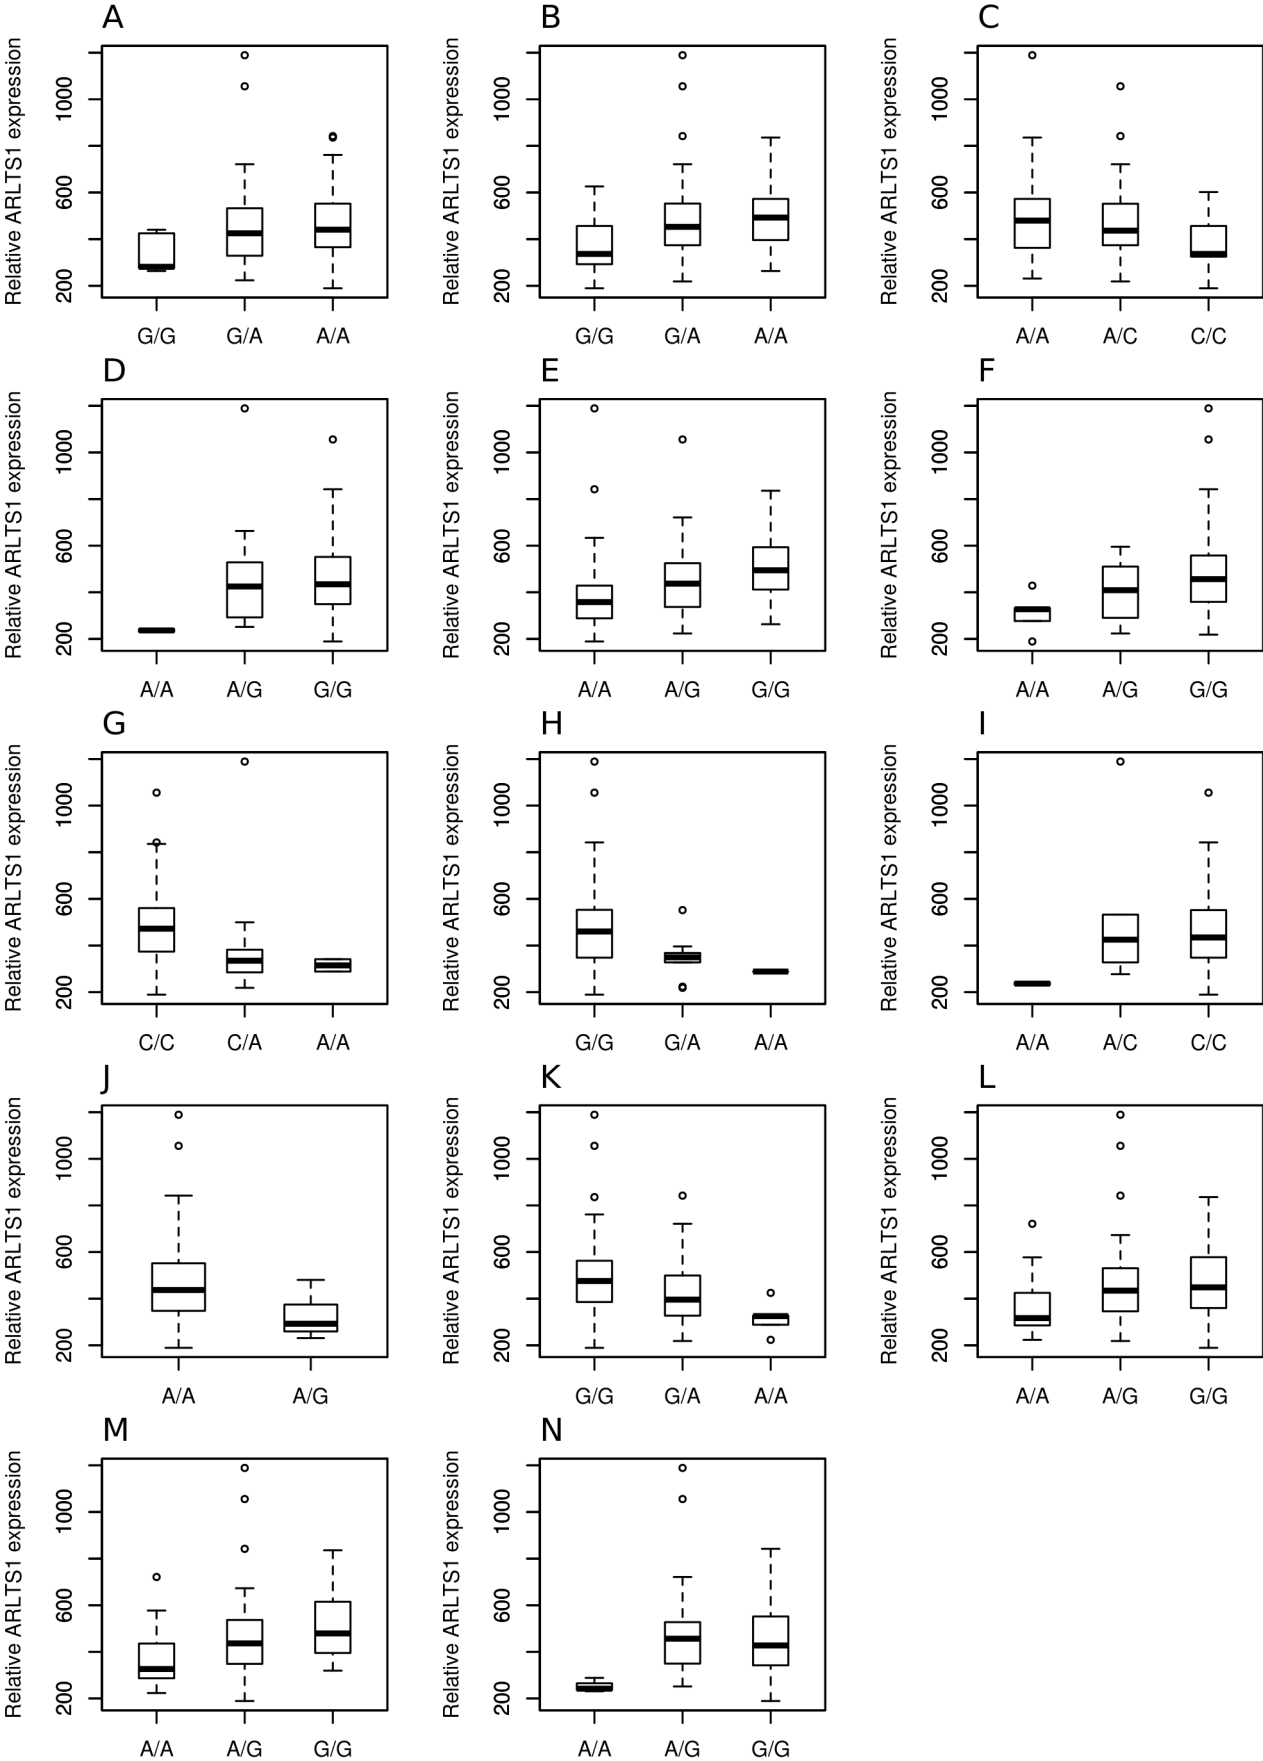 A
Relative ARLTS1 expression
200 600 1000
G/G G/A A/A
B
Relative ARLTS1 expression
200 600 1000
G/G G/A A/A
C
Relative ARLTS1 expression
200 600 1000
A/A A/C C/C
D
Relative ARLTS1 expression
200 600 1000
A/A A/G G/G
E
Relative ARLTS1 expression
200 600 1000
A/A A/G G/G
F
Relative ARLTS1 expression
200 600 1000
A/A A/G G/G
G
Relative ARLTS1 expression
200 600 1000
C/C C/A A/A
H
Relative ARLTS1 expression
200 600 1000
G/G G/A A/A
I
Relative ARLTS1 expression
200 600 1000
A/A A/C C/C
J
Relative ARLTS1 expression
200 600 1000
A/A A/G
K
Relative ARLTS1 expression
200 600 1000
G/G G/A A/A
L
Relative ARLTS1 expression
200 600 1000
A/A A/G G/G
M
Relative ARLTS1 expression
200 600 1000
A/A A/G G/G
N
Relative ARLTS1 expression
200 600 1000
A/A A/G G/G